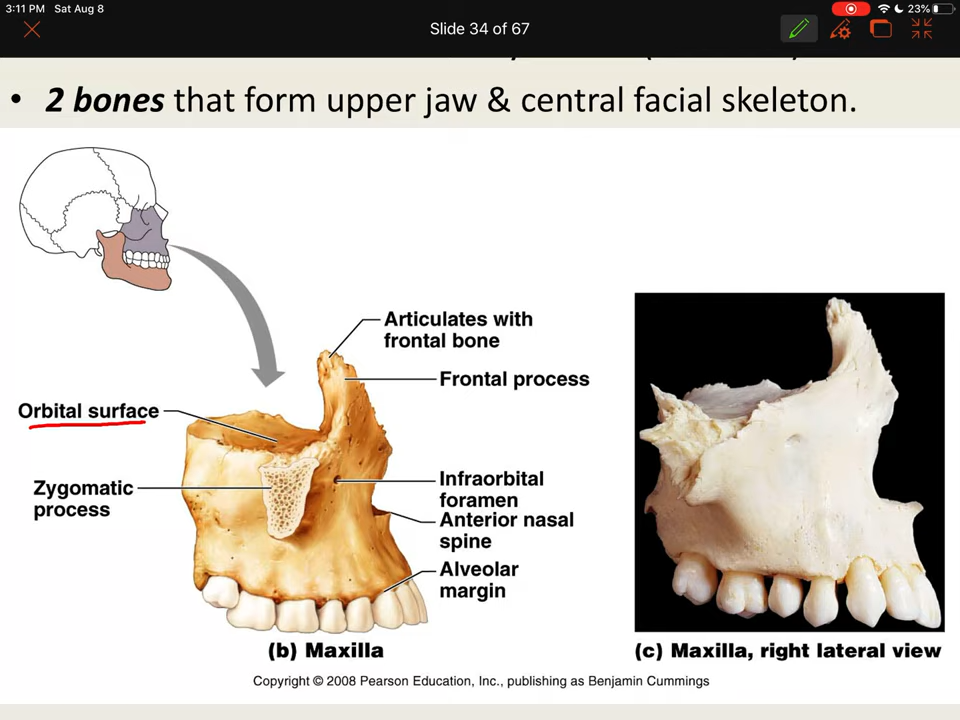 3:11 PM Sat Aug 8
23%
Slide 34 of 67
• 2 bones that form upper jaw & central facial skeleton.
Articulates with
frontal bone
Frontal process
Orbital surface
Zygomatic
process
Infraorbital
foramen
Anterior nasal
spine
Alveolar
margin
(b) Maxilla
(c) Maxilla, right lateral view
Copyright © 2008 Pearson Education, Inc., publishing as Benjamin Cummings